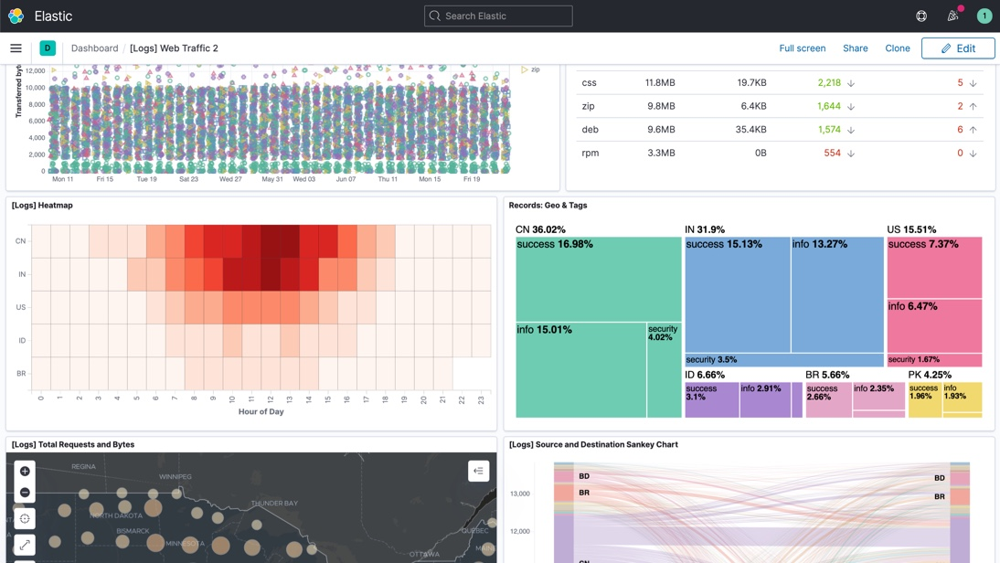 Elastic
Search Elastic
1
D
Dashboard / [Logs] Web Traffic 2
Full screen
Share
Clone
Edit
Transferred byt
12,000
10,000
8,000
6,000
4,000
2,000
0
Mon 11
Fri 15
Tue 19
Sat 23
Wed 27
May 31
Wed 03
Jun 07
Thu 11
Mon 15
Fri 19
zip
css 11.8MB 19.7KB 2,218 ↓ 5 ↓
zip 9.8MB 6.4KB 1,644 ↓ 2 ↑
deb 9.6MB 35.4KB 1,574 ↓ 6 ↑
rpm 3.3MB 0B 554 ↓ 0 ↓
[Logs] Heatmap
CN
IN
US
ID
BR
0 1 2 3 4 5 6 7 8 9 10 11 12 13 14 15 16 17 18 19 20 21 22 23
Hour of Day
Records: Geo & Tags
CN 36.02%
success 16.98%
info 15.01%
security
4.02%
IN 31.9%
success 15.13%
info 13.27%
security 3.5%
US 15.51%
success 7.37%
info 6.47%
security 1.67%
ID 6.66%
success
3.1%
info 2.91%
BR 5.66%
success
2.66%
info 2.35%
PK 4.25%
success
1.96%
info
1.93%
[Logs] Total Requests and Bytes
REGINA
WINNIPEG
THUNDER BAY
NORTH DAKOTA
BISMARCK
MINNESOTA
QUEBEC
OTTAWA
[Logs] Source and Destination Sankey Chart
13,000
12,000
BD
BR
BD
BR